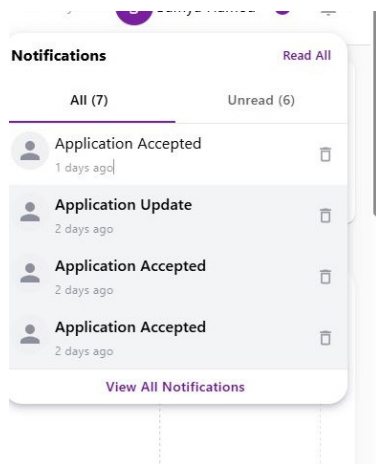 Notifications
Read All
All (7)
Unread (6)
Application Accepted
1 days ago
Application Update
2 days ago
Application Accepted
2 days ago
Application Accepted
2 days ago
View All Notifications